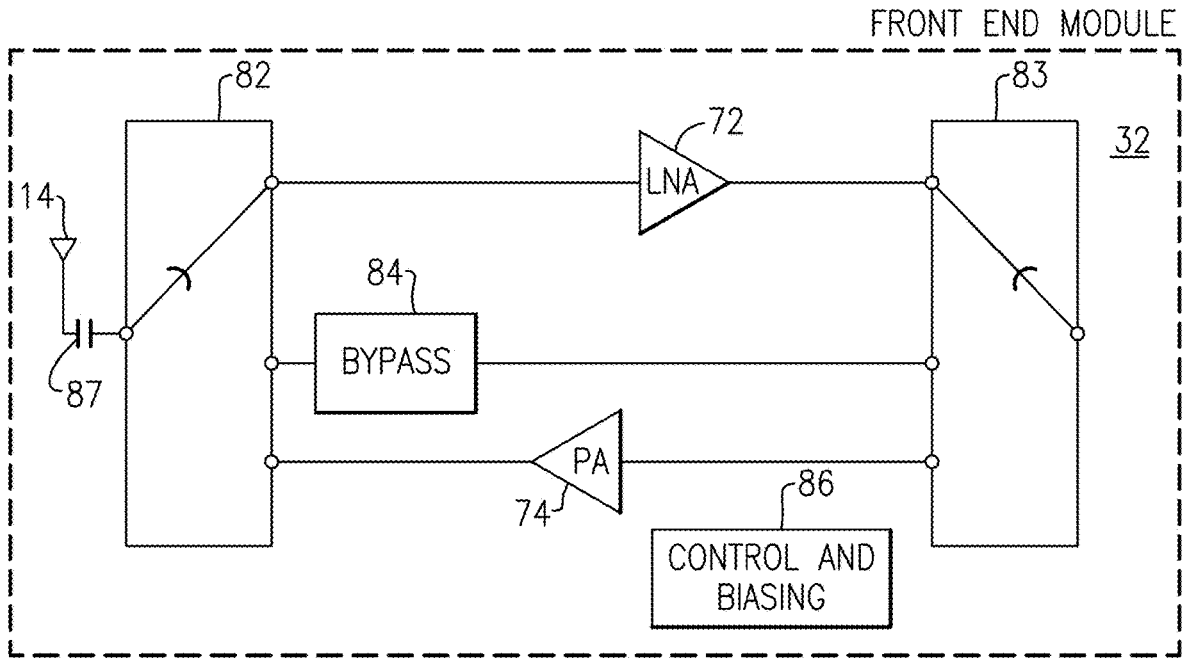 FRONT END MODULE
82
83
72
32
LNA
14
84
BYPASS
87
PA
86
74
CONTROL AND
BIASING